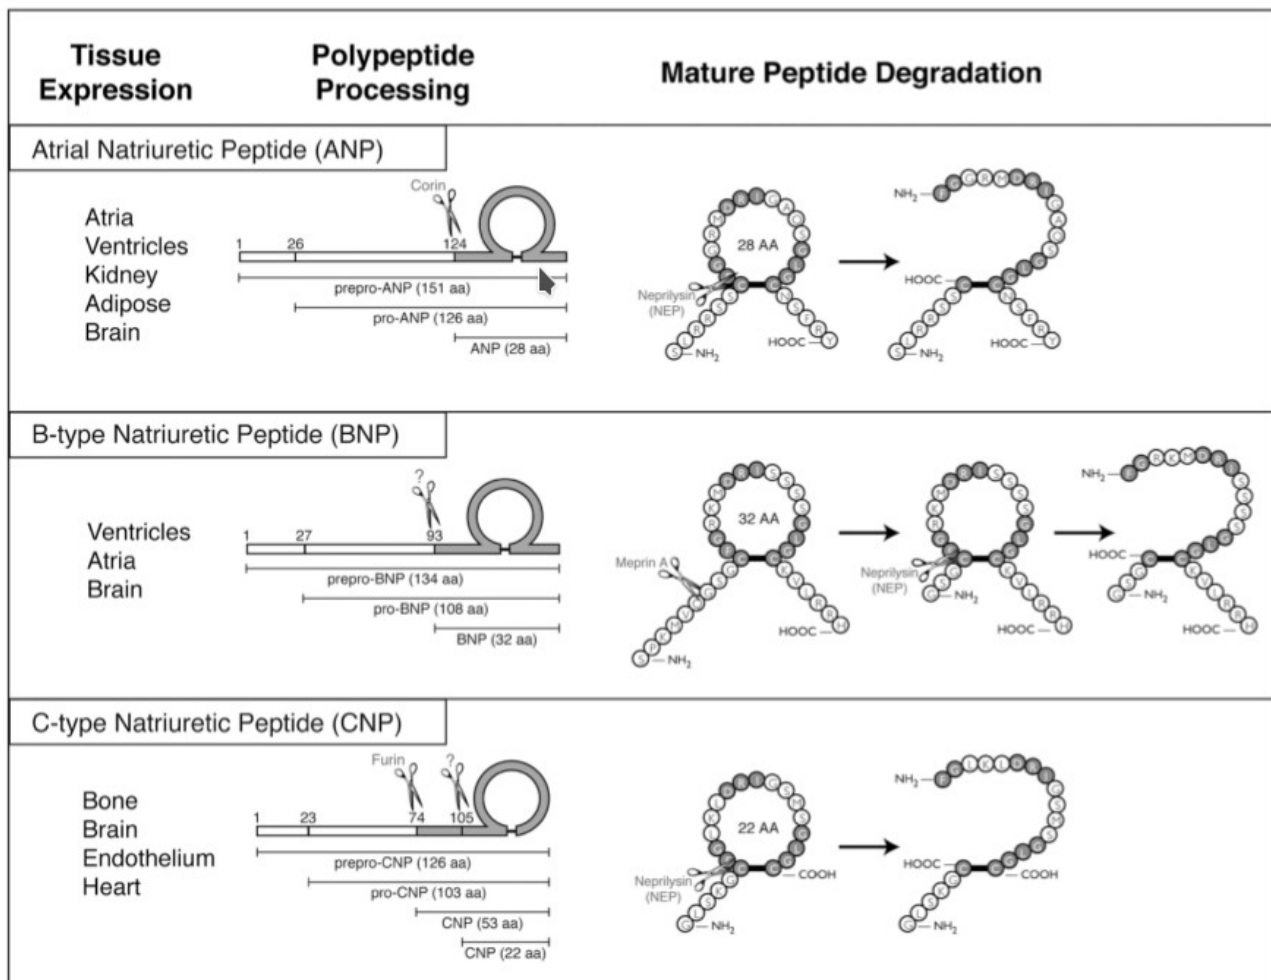 Tissue
Expression
Polypeptide
Processing
Mature Peptide Degradation
Atrial Natriuretic Peptide (ANP)
Atria
Ventricles
Kidney
Adipose
Brain
Corin
1 26 124
prepro-ANP (151 aa)
pro-ANP (126 aa)
ANP (28 aa)
28 AA
Neprilysin
(NEP)
S L R R S S
NH2
N S F R Y
HOOC
NH2
HOOC
S L R R S S
NH2
N S F R Y
HOOC
B-type Natriuretic Peptide (BNP)
Ventricles
Atria
Brain
?
1 27 93
prepro-BNP (134 aa)
pro-BNP (108 aa)
BNP (32 aa)
32 AA
Meprin A
NH2
K V L R R H
HOOC
Neprilysin
(NEP)
G S G
NH2
K V L R R H
HOOC
NH2
HOOC
G S G
NH2
K V L R R H
HOOC
C-type Natriuretic Peptide (CNP)
Bone
Brain
Endothelium
Heart
Furin ?
1 23 74 105
prepro-CNP (126 aa)
pro-CNP (103 aa)
CNP (53 aa)
CNP (22 aa)
22 AA
Neprilysin
(NEP)
COOH
G L S K G
NH2
NH2
HOOC
COOH
G L S K G
NH2